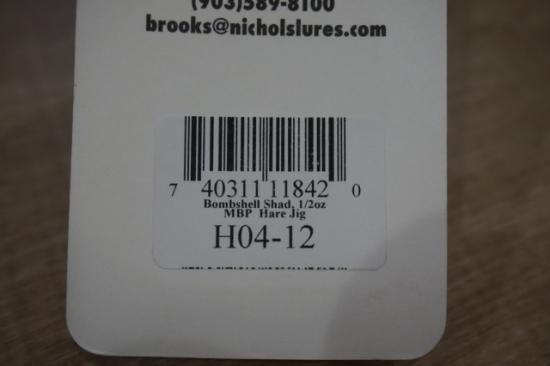 (903)589-8100
brooks@nicholslures.com
7 40311 11842 0
Bombshell Shad, 1/2oz
MBP Hare Jig
H04-12